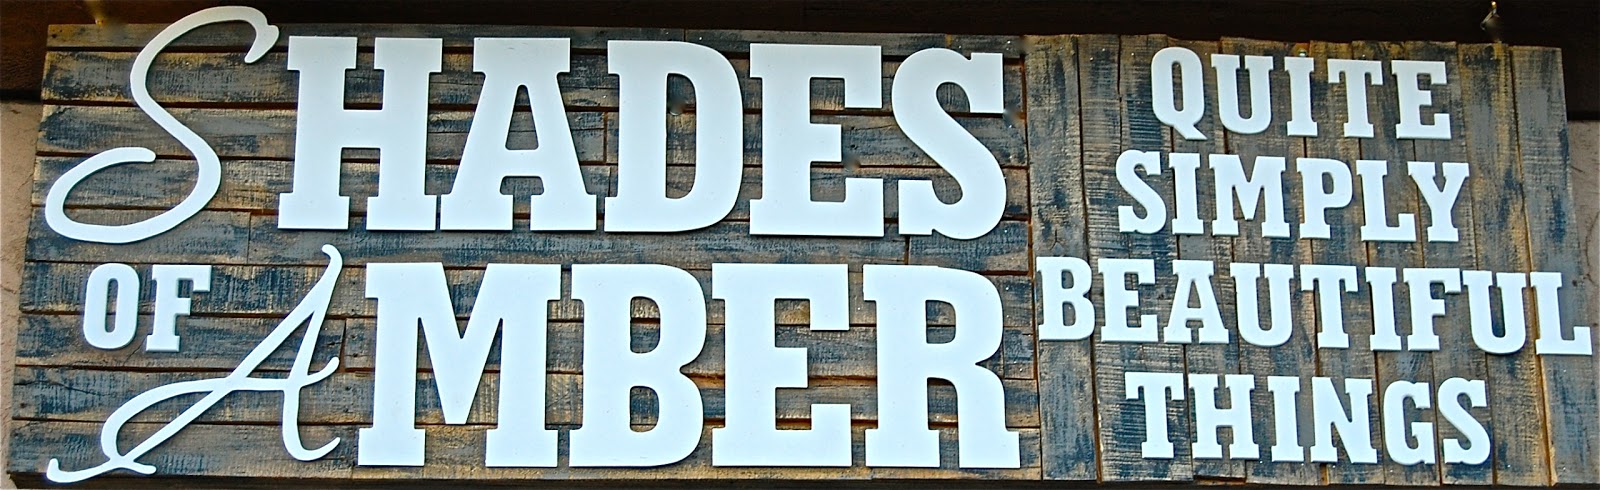 SHADES
OF AMBER
QUITE
SIMPLY
BEAUTIFUL
THINGS